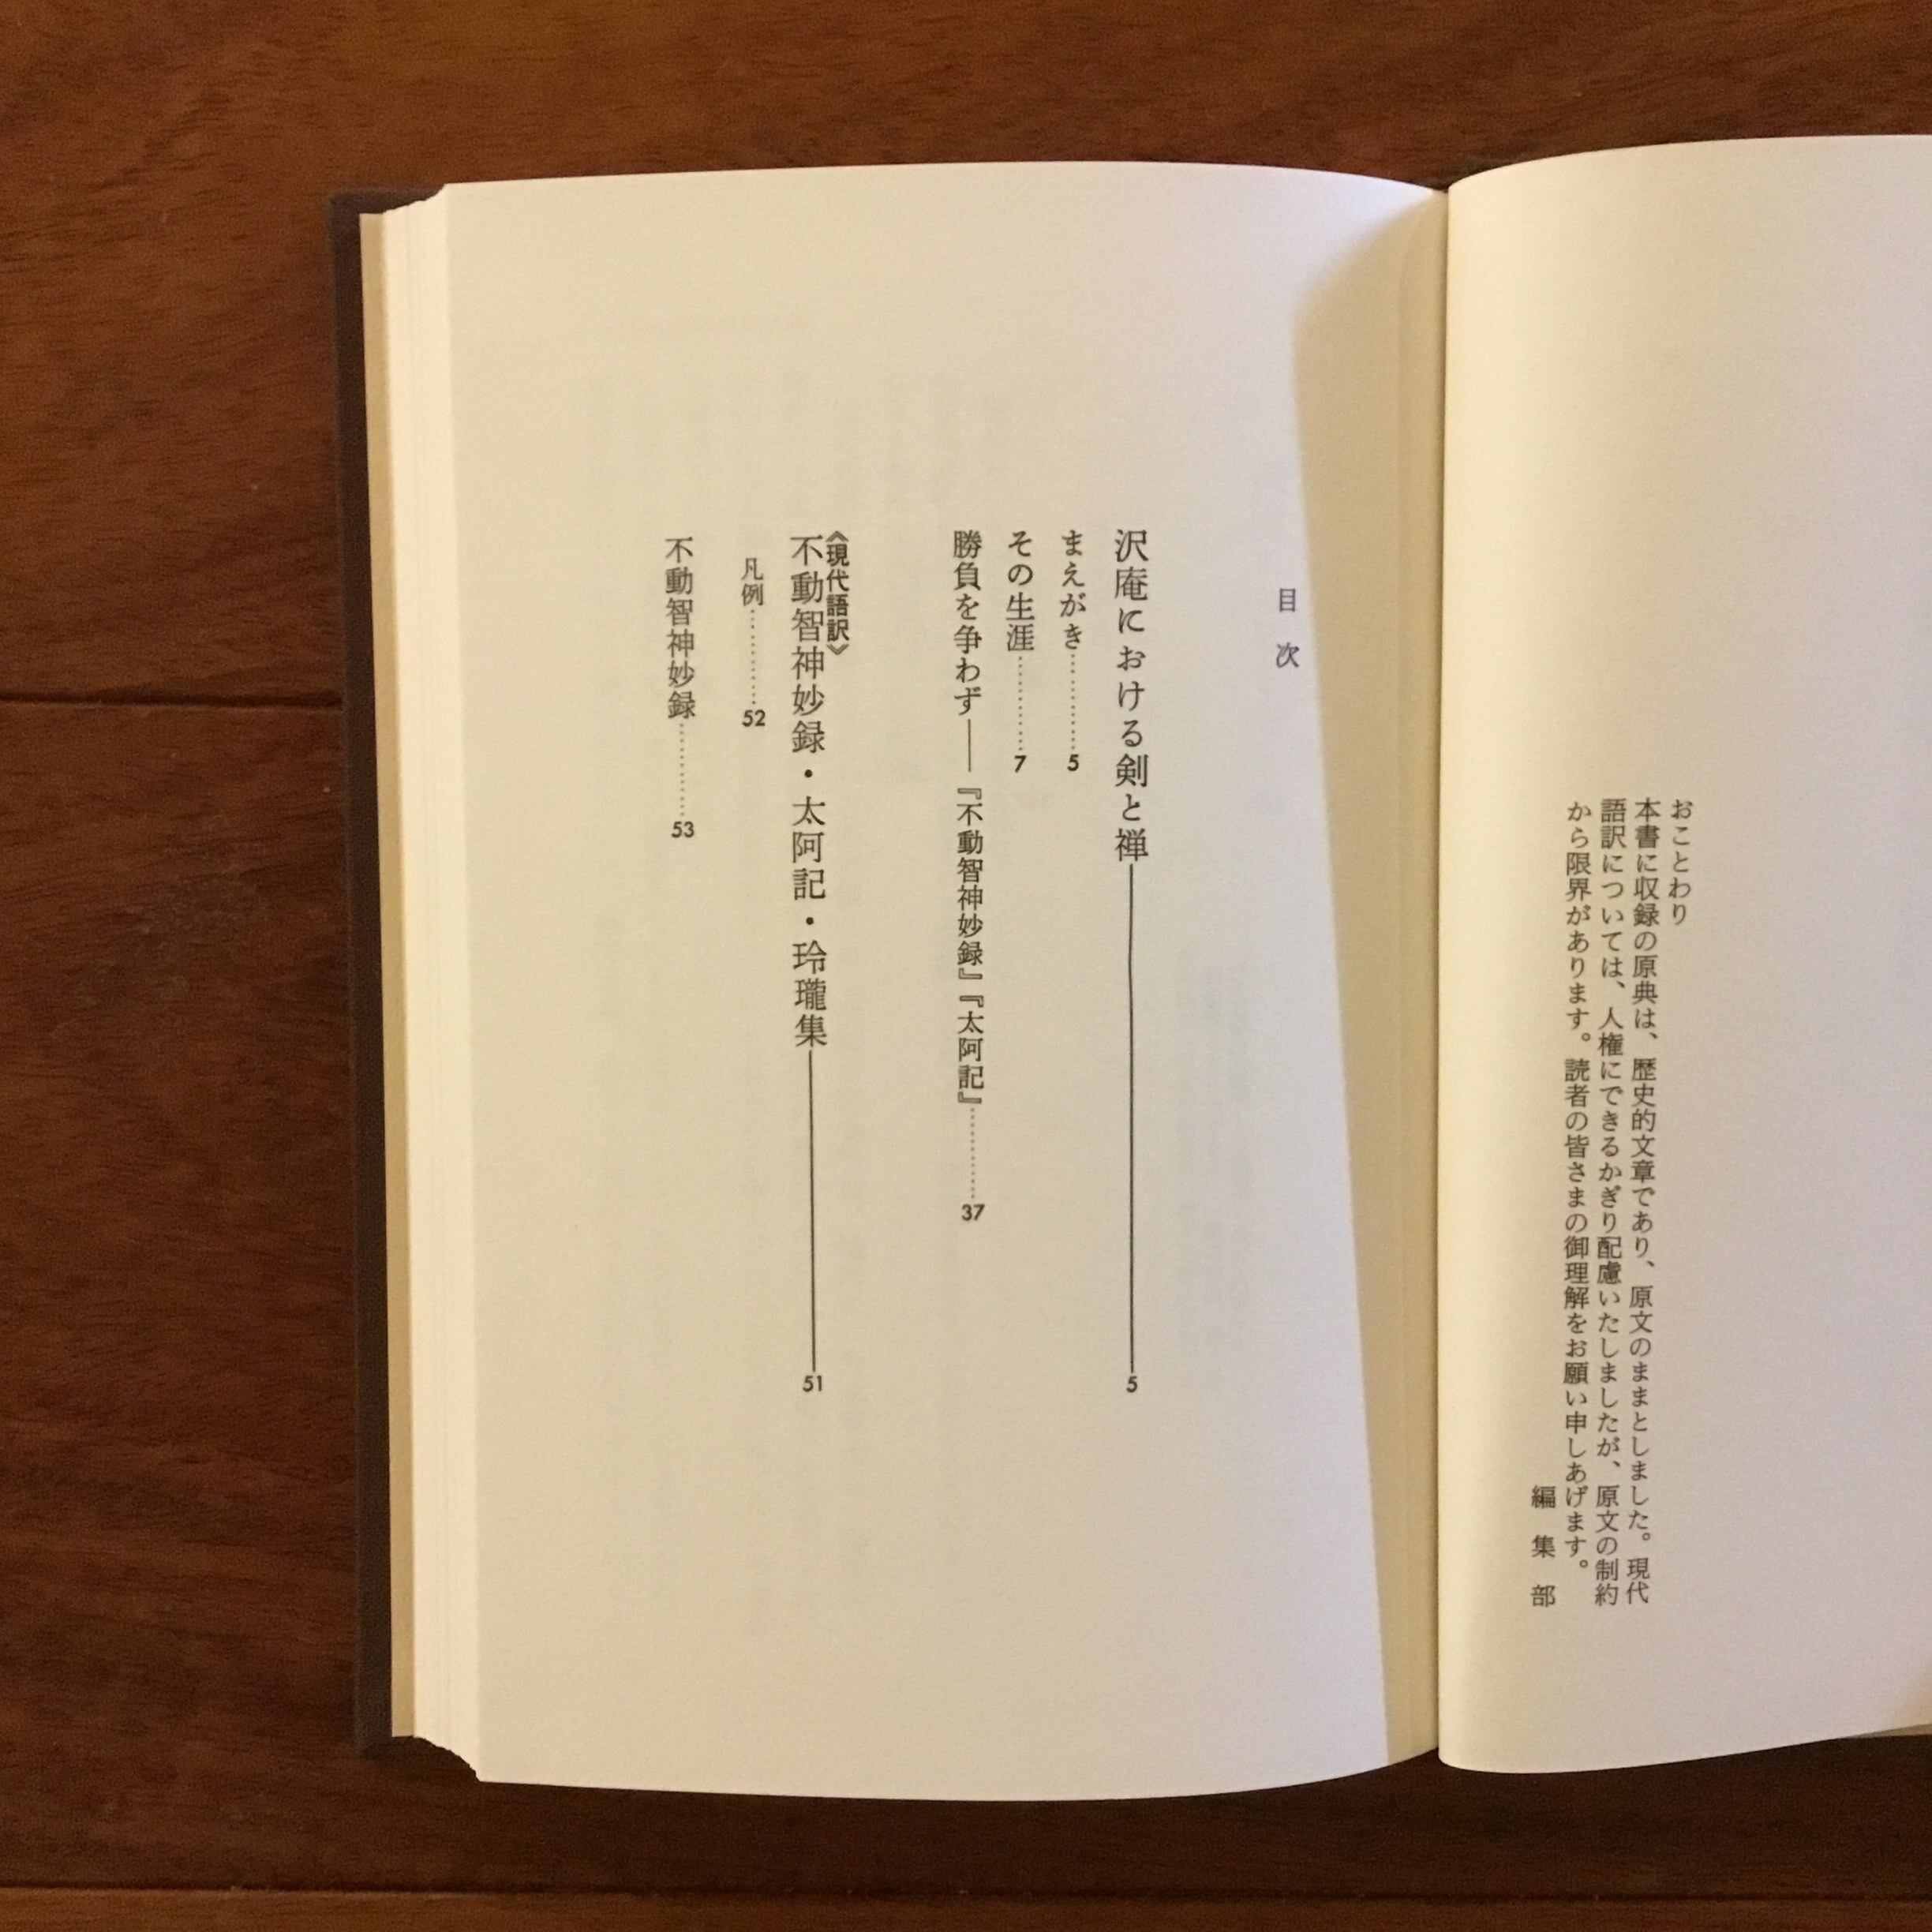 おことわり
本書に収録の原典は、歴史的文章であり、原文のままとしました。現代
語訳については、人権にできるかぎり配慮いたしましたが、原文の制約
から限界があります。読者の皆さまの御理解をお願い申しあげます。
編集部
目次
沢庵における剣と禅――5
まえがき………5
その生涯………7
勝負を争わず――『不動智神妙録』『太阿記』………37
《現代語訳》
不動智神妙録・太阿記・玲瓏集――51
凡例………52
不動智神妙録………53